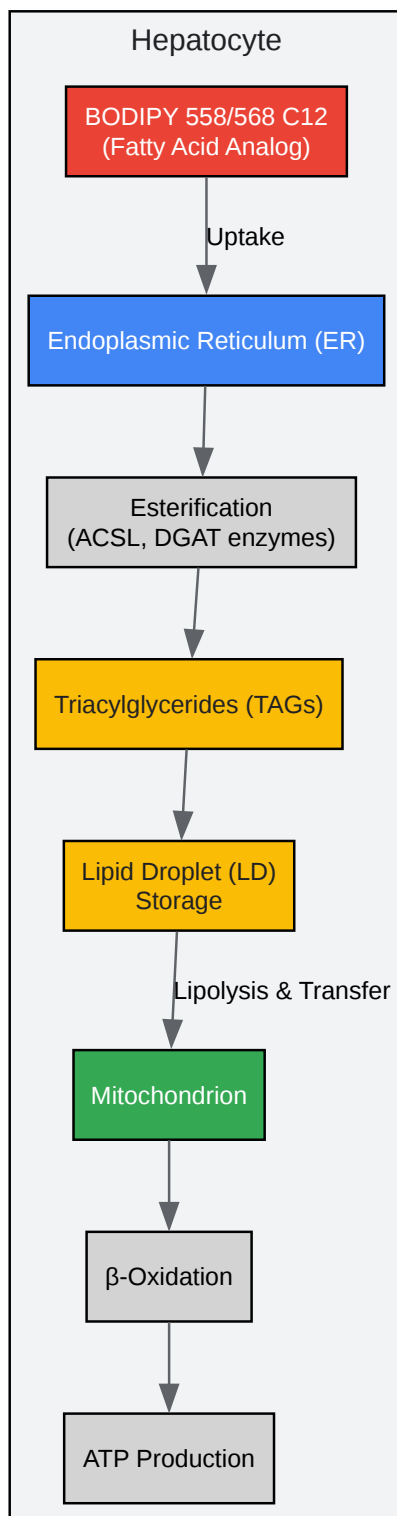 Hepatocyte
BODIPY 558/568 C12
(Fatty Acid Analog)
Uptake
Endoplasmic Reticulum (ER)
Esterification
(ACSL, DGAT enzymes)
Triacylglycerides (TAGs)
Lipid Droplet (LD)
Storage
Lipolysis & Transfer
Mitochondrion
β-Oxidation
ATP Production